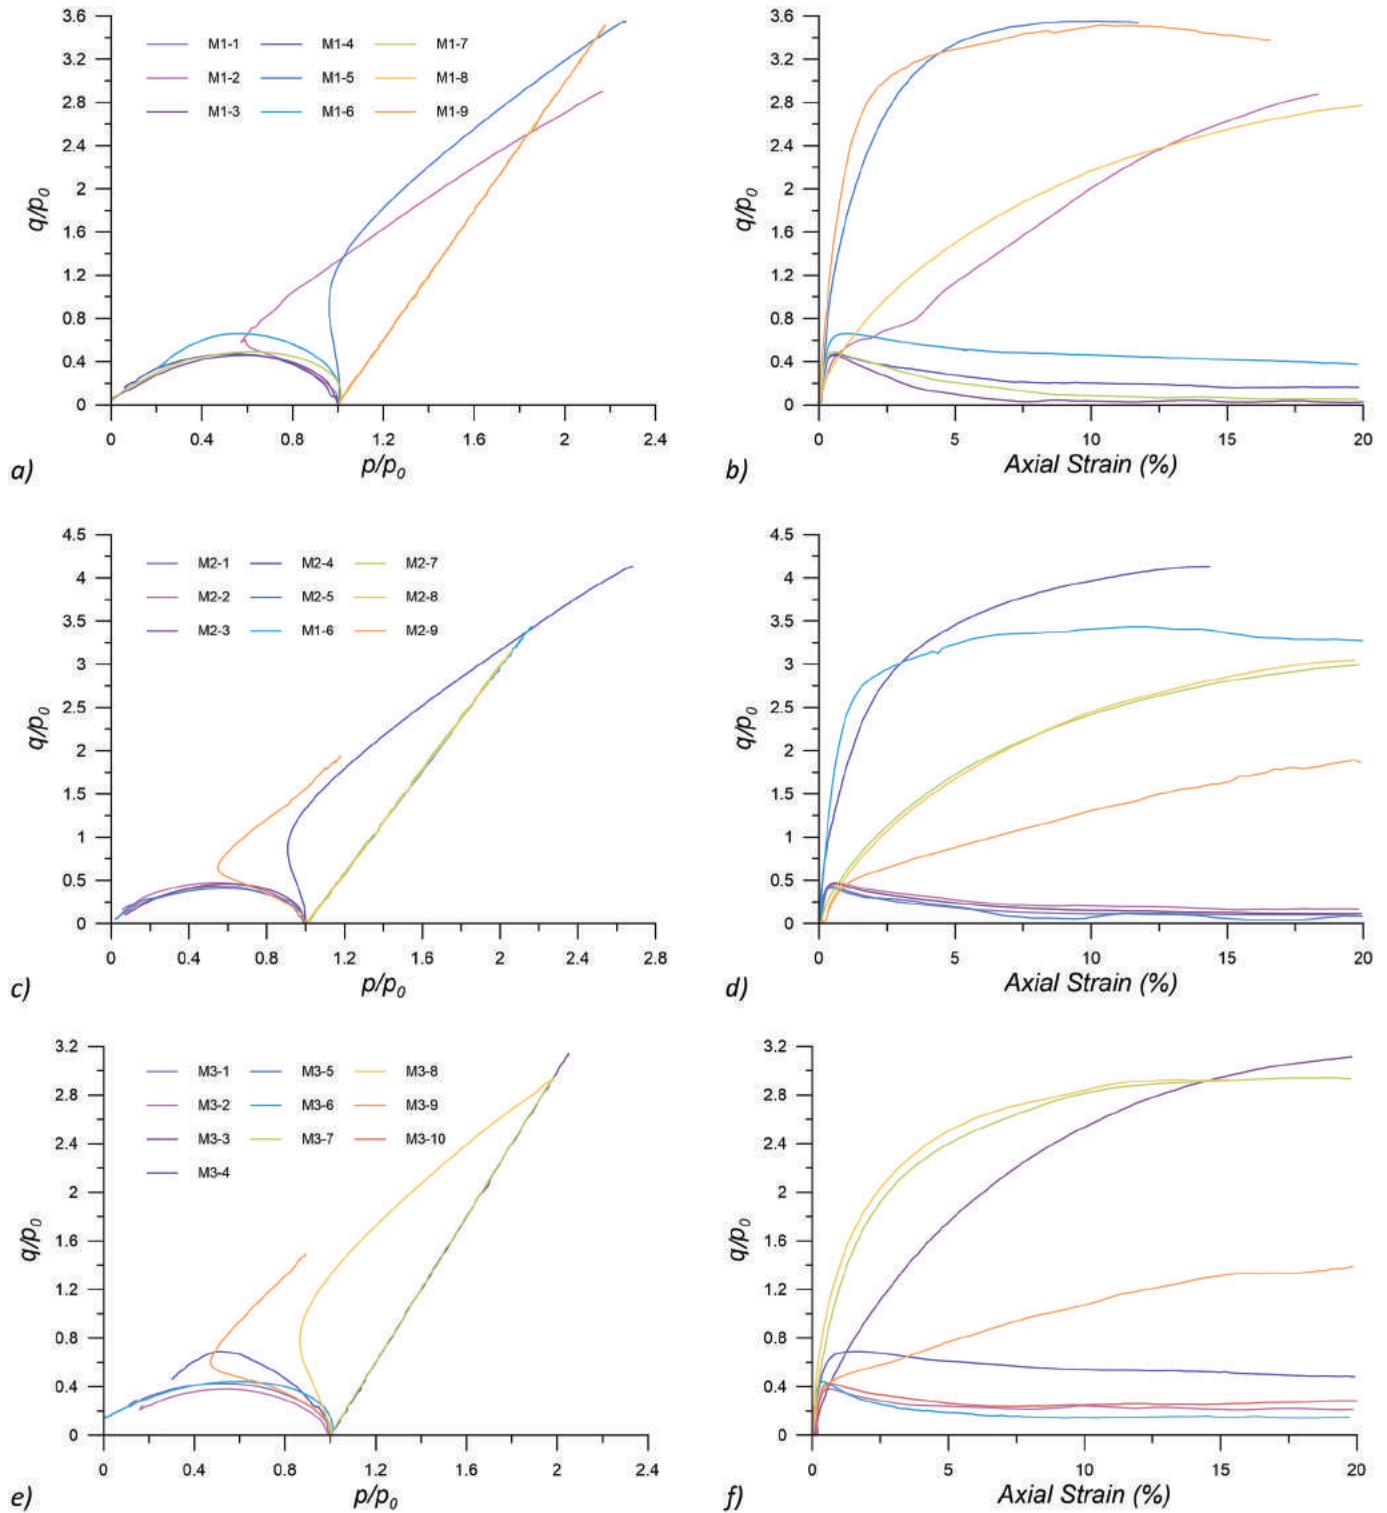 3.6
3.2
2.8
2.4
2
1.6
1.2
0.8
0.4
0
q/p0
M1-1 M1-4 M1-7
M1-2 M1-5 M1-8
M1-3 M1-6 M1-9
0 0.4 0.8 1.2 1.6 2 2.4
p/p0
a)
3.6
3.2
2.8
2.4
2
1.6
1.2
0.8
0.4
0
q/p0
0 5 10 15 20
Axial Strain (%)
b)
4.5
4
3.5
3
2.5
2
1.5
1
0.5
0
q/p0
M2-1 M2-4 M2-7
M2-2 M2-5 M2-8
M2-3 M1-6 M2-9
0 0.4 0.8 1.2 1.6 2 2.4 2.8
p/p0
c)
4.5
4
3.5
3
2.5
2
1.5
1
0.5
0
q/p0
0 5 10 15 20
Axial Strain (%)
d)
3.2
2.8
2.4
2
1.6
1.2
0.8
0.4
0
q/p0
M3-1 M3-5 M3-8
M3-2 M3-6 M3-9
M3-3 M3-7 M3-10
M3-4
0 0.4 0.8 1.2 1.6 2 2.4
p/p0
e)
3.2
2.8
2.4
2
1.6
1.2
0.8
0.4
0
q/p0
0 5 10 15 20
Axial Strain (%)
f)